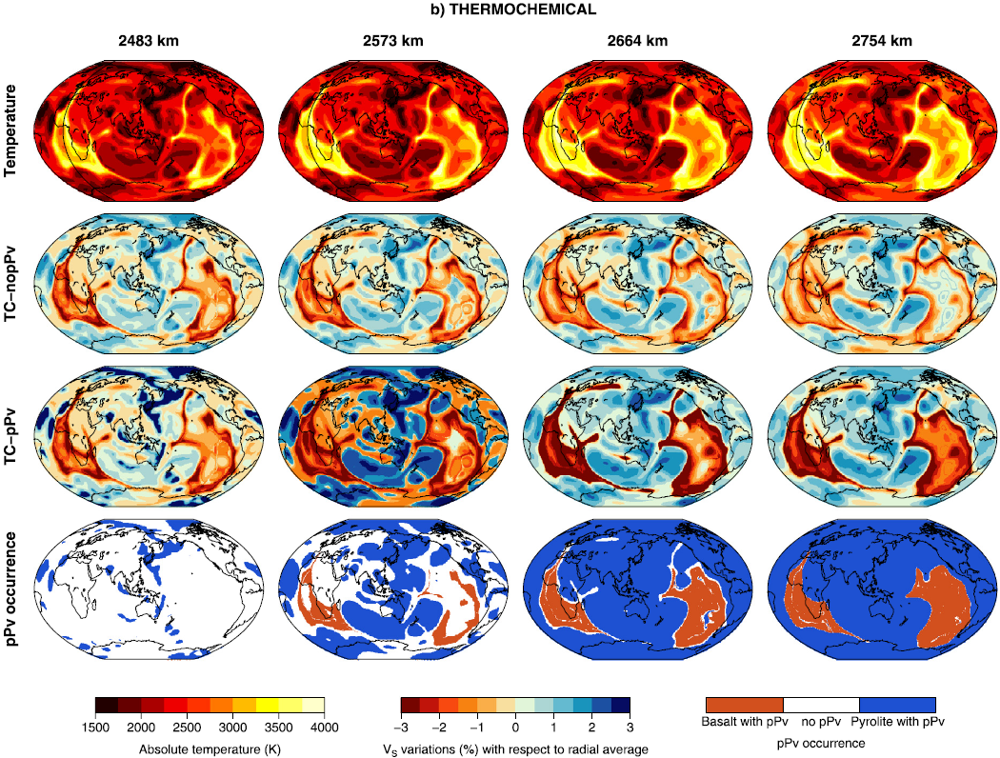 b) THERMOCHEMICAL
2483 km 2573 km 2664 km 2754 km
Temperature
TC−nopPv
TC−pPv
pPv occurrence
1500 2000 2500 3000 3500 4000
Absolute temperature (K)
−3 −2 −1 0 1 2 3
VS variations (%) with respect to radial average
Basalt with pPv no pPv Pyrolite with pPv
pPv occurrence